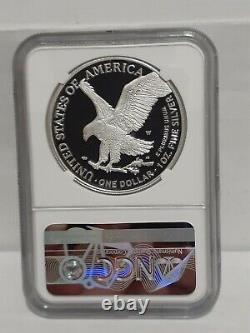 UNITED STATES OF AMERICA
W
E PLURIBUS UNUM
1 OZ. FINE SILVER · ONE DOLLAR ·
NGC